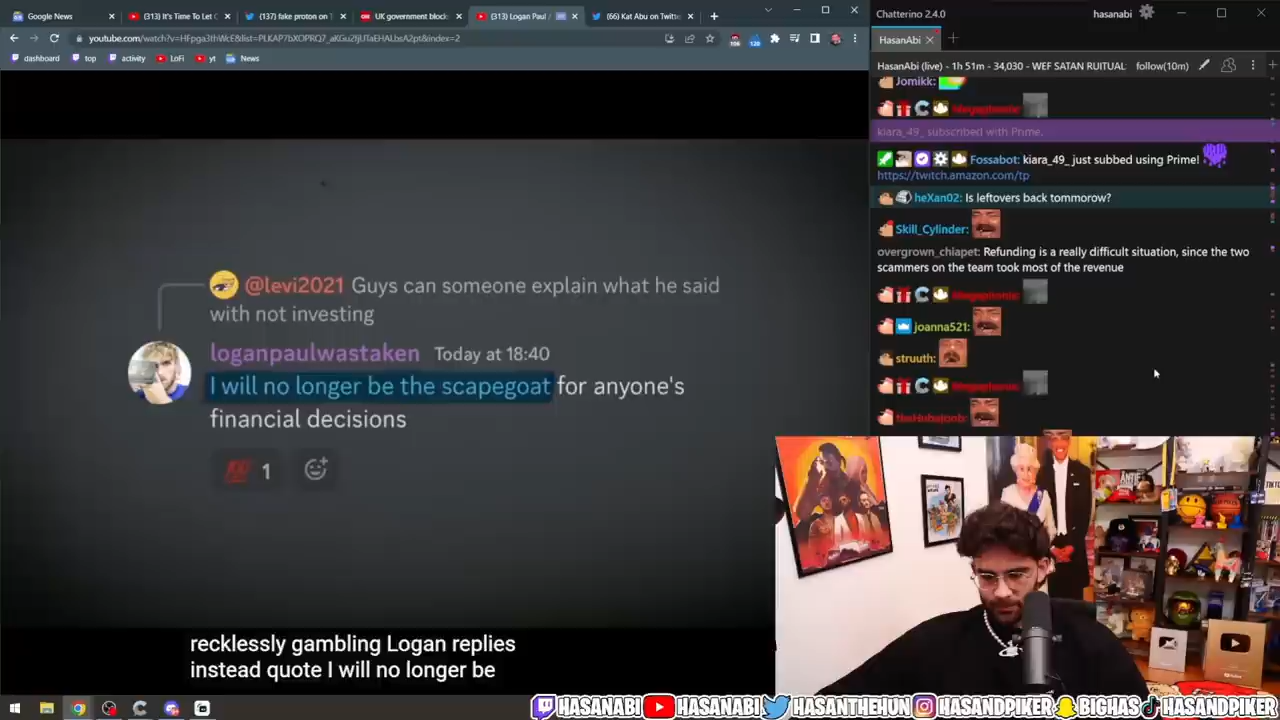 Google News
(313) It's Time To Let
(137) fake proton on T
UK government block
(313) Logan Paul /
(66) Kat Abu on Twitte
youtube.com/watch?v=HFpga3thWcE&list=PLKAP7bXOPRQ7_aKGu2IjUTaEHALbsA2pt&index=2
dashboard
top
activity
LoFi
yt
News
@levi2021 Guys can someone explain what he said
with not investing
loganpaulwastaken Today at 18:40
I will no longer be the scapegoat for anyone's
financial decisions
1
recklessly gambling Logan replies
instead quote I will no longer be
Chatterino 2.4.0
hasanabi
HasanAbi
HasanAbi (live) - 1h 51m - 34,030 - WEF SATAN RUITUAL
follow(10m)
Jomikk:
kiara_49_ subscribed with Prime.
Fossabot: kiara_49_ just subbed using Prime!
https://twitch.amazon.com/tp
heXan02: Is leftovers back tommorow?
Skill_Cylinder:
overgrown_chiapet: Refunding is a really difficult situation, since the two
scammers on the team took most of the revenue
joanna521:
struuth:
HASANABI
HASANABI
HASANTHEHUN
HASANDPIKER
BIGHAS
HASANDPIKER